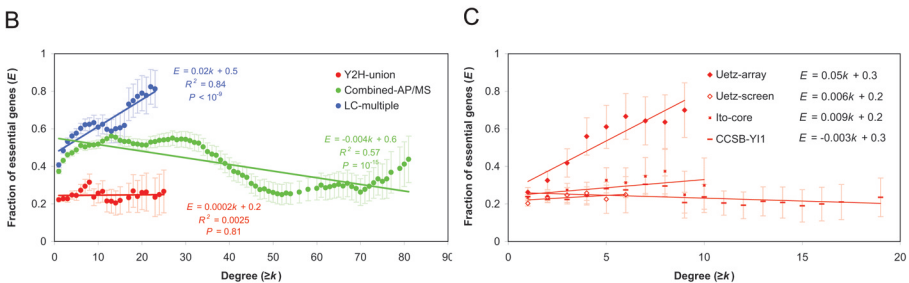 B
Fraction of essential genes (E)
1
0.8
0.6
0.4
0.2
0
0 10 20 30 40 50 60 70 80 90
Degree (≥k)
E = 0.02k + 0.5
R² = 0.84
P < 10⁻⁹
Y2H-union
Combined-AP/MS
LC-multiple
E = -0.004k + 0.6
R² = 0.57
P = 10⁻¹⁵
E = 0.0002k + 0.2
R² = 0.0025
P = 0.81
C
Fraction of essential genes (E)
1
0.8
0.6
0.4
0.2
0
0 5 10 15 20
Degree (≥k)
Uetz-array E = 0.05k + 0.3
Uetz-screen E = 0.006k + 0.2
Ito-core E = 0.009k + 0.2
CCSB-YI1 E = -0.003k + 0.3